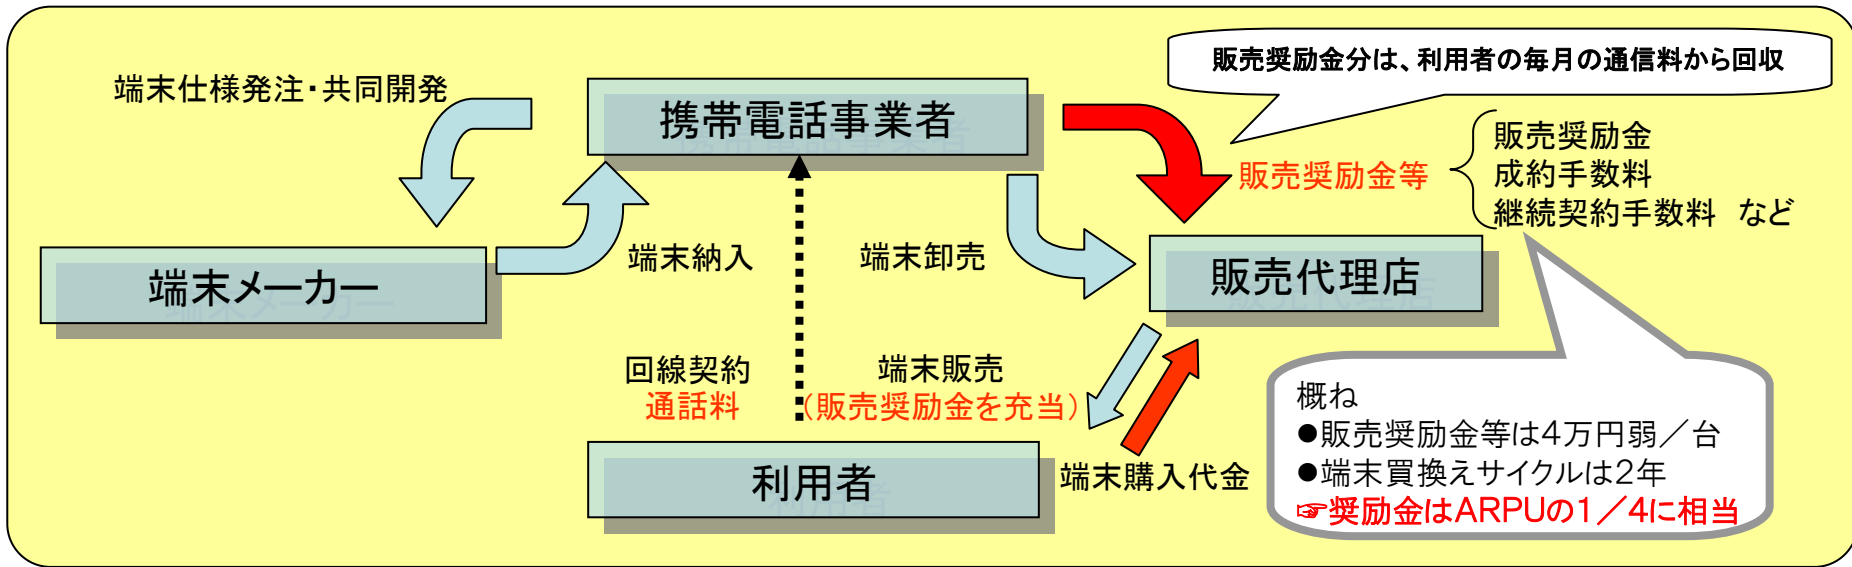 販売奨励金分は、利用者の毎月の通信料から回収
端末仕様発注・共同開発
携帯電話事業者
販売奨励金等
販売奨励金
成約手数料
継続契約手数料　など
端末納入
端末卸売
端末メーカー
販売代理店
回線契約
通話料
端末販売
（販売奨励金を充当）
利用者
端末購入代金
概ね
●販売奨励金等は４万円弱／台
●端末買換えサイクルは２年
☞奨励金はARPUの１／４に相当